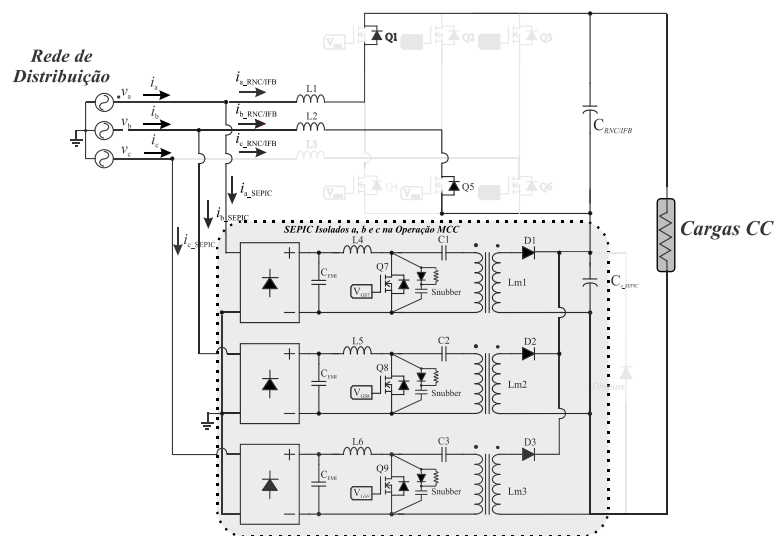 Rede de
Distribuição
v_a
v_b
v_c
i_a
i_b
i_c
i_a_RNC/IFB
i_b_RNC/IFB
i_c_RNC/IFB
L1
L2
L3
Q1
Q2
Q3
Q4
Q5
Q6
C_RNC/IFB
Cargas CC
i_a_SEPIC
i_b_SEPIC
i_c_SEPIC
SEPIC Isolados a, b e c na Operação MCC
+
−
C_EMI
L4
Q7
V_GS7
Snubber
C1
Lm1
D1
C_o_SEPIC
+
−
C_EMI
L5
Q8
V_GS8
Snubber
C2
Lm2
D2
+
−
C_EMI
L6
Q9
V_GS9
Snubber
C3
Lm3
D3